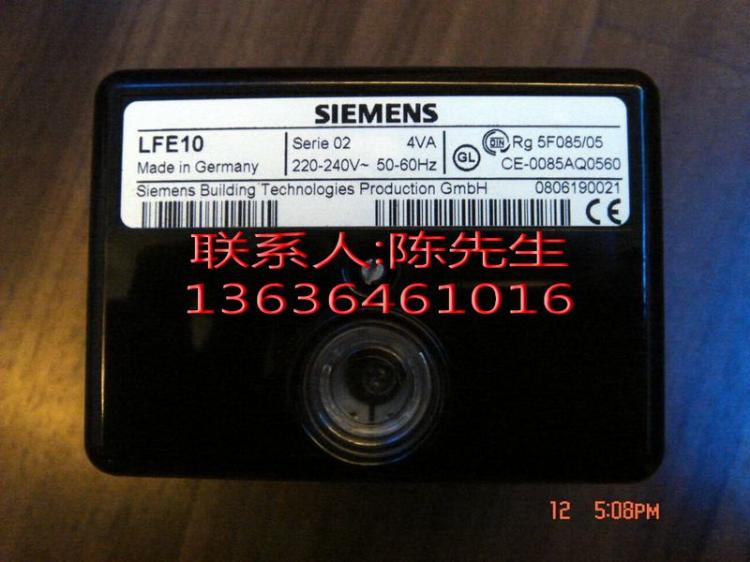 SIEMENS
LFE10 Serie 02 4VA DIN Rg 5F085/05
Made in Germany 220-240V~ 50-60Hz GL CE-0085AQ0560
Siemens Building Technologies Production GmbH 0806190021
CE
联系人:陈先生
13636461016
12 5:08PM